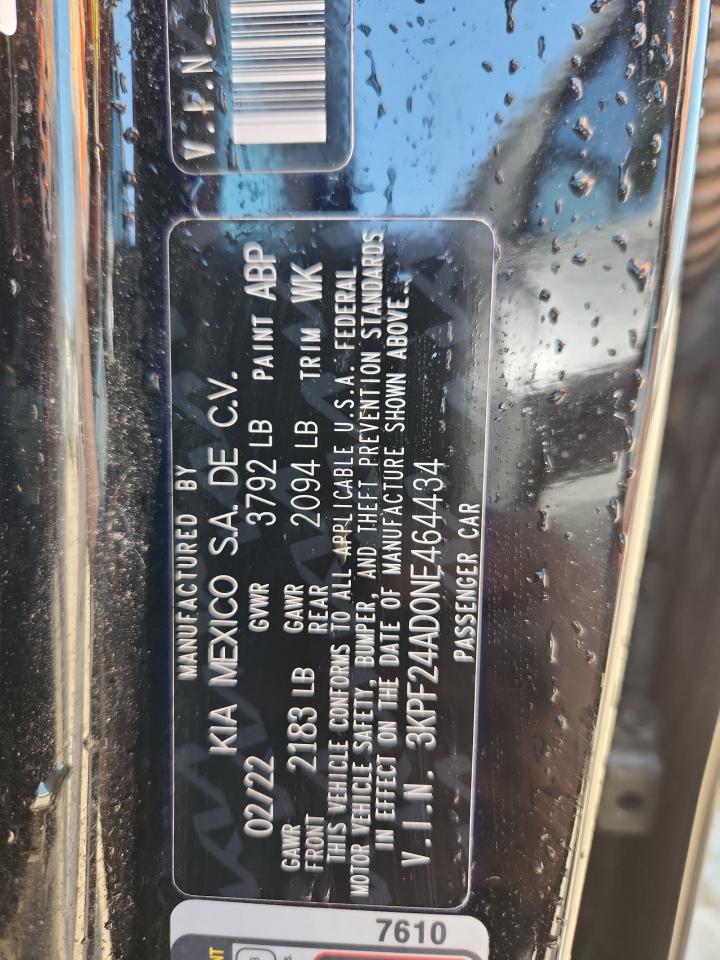 MANUFACTURED BY
KIA MEXICO S.A. DE C.V.
02/22 GVWR 3792 LB PAINT ABP
GAWR FRONT 2183 LB GAWR REAR 2094 LB TRIM WK
THIS VEHICLE CONFORMS TO ALL APPLICABLE U.S.A. FEDERAL
MOTOR VEHICLE SAFETY, BUMPER, AND THEFT PREVENTION STANDARDS
IN EFFECT ON THE DATE OF MANUFACTURE SHOWN ABOVE.
V.I.N. 3KPF24AD0NE464434
PASSENGER CAR
V.I.N.
7610